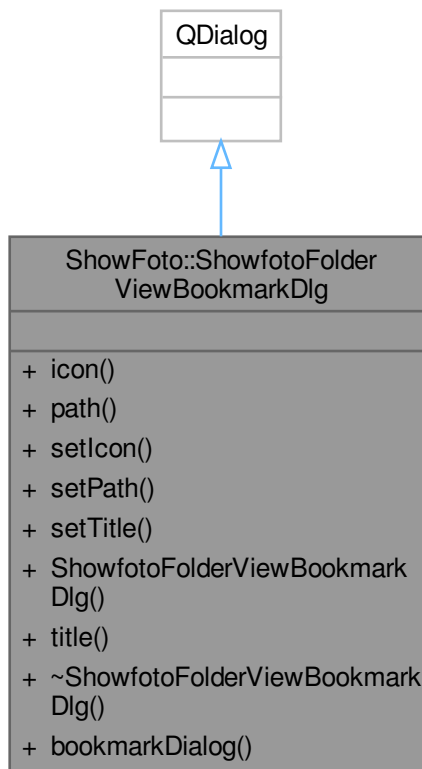 QDialog
ShowFoto::ShowfotoFolder
ViewBookmarkDlg
+ icon()
+ path()
+ setIcon()
+ setPath()
+ setTitle()
+ ShowfotoFolderViewBookmark
Dlg()
+ title()
+ ~ShowfotoFolderViewBookmark
Dlg()
+ bookmarkDialog()